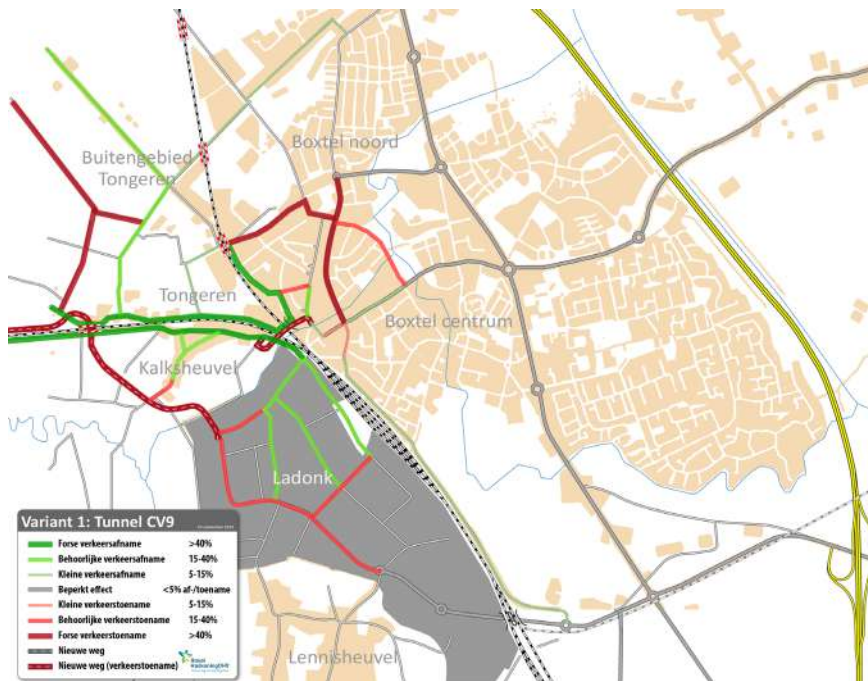 Boxtel noord
Buitengebied
Tongeren
Tongeren
Boxtel centrum
Kalksheuvel
Ladonk
Lennisheuvel
Variant 1: Tunnel CV9
Forse verkeersafname >40%
Behoorlijke verkeersafname 15-40%
Kleine verkeersafname 5-15%
Beperkt effect <5% af-/toename
Kleine verkeerstoename 5-15%
Behoorlijke verkeerstoename 15-40%
Forse verkeerstoename >40%
Nieuwe weg
Nieuwe weg (verkeerstoename)
Royal
HaskoningDHV